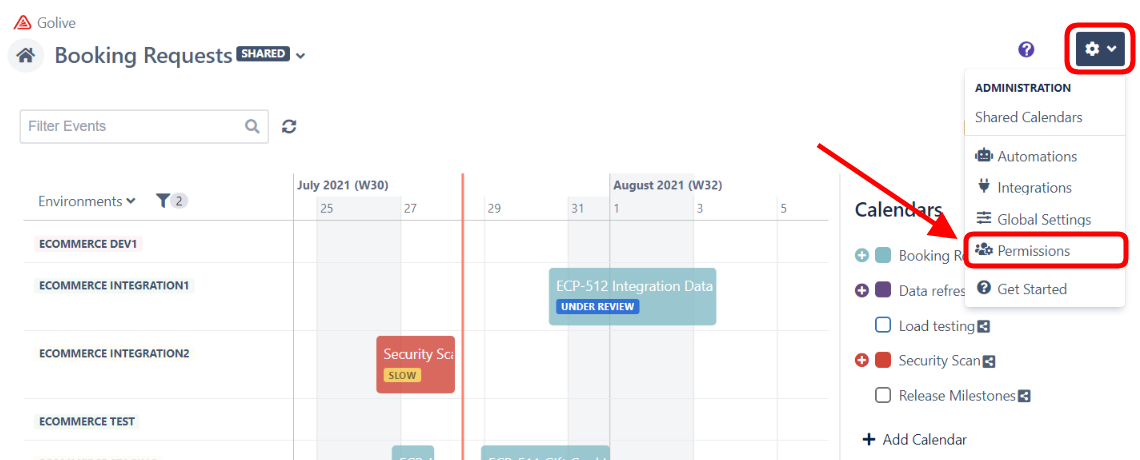 Golive
Booking Requests SHARED
ADMINISTRATION
Shared Calendars
Automations
Integrations
Global Settings
Permissions
Get Started
Filter Events
Environments 2
July 2021 (W30) August 2021 (W32)
25 27 29 31 1 3 5
ECOMMERCE DEV1
ECOMMERCE INTEGRATION1
ECP-512 Integration Data
UNDER REVIEW
ECOMMERCE INTEGRATION2
Security Sca
SLOW
ECOMMERCE TEST
Calendars
Booking R
Data refres
Load testing
Security Scan
Release Milestones
Add Calendar